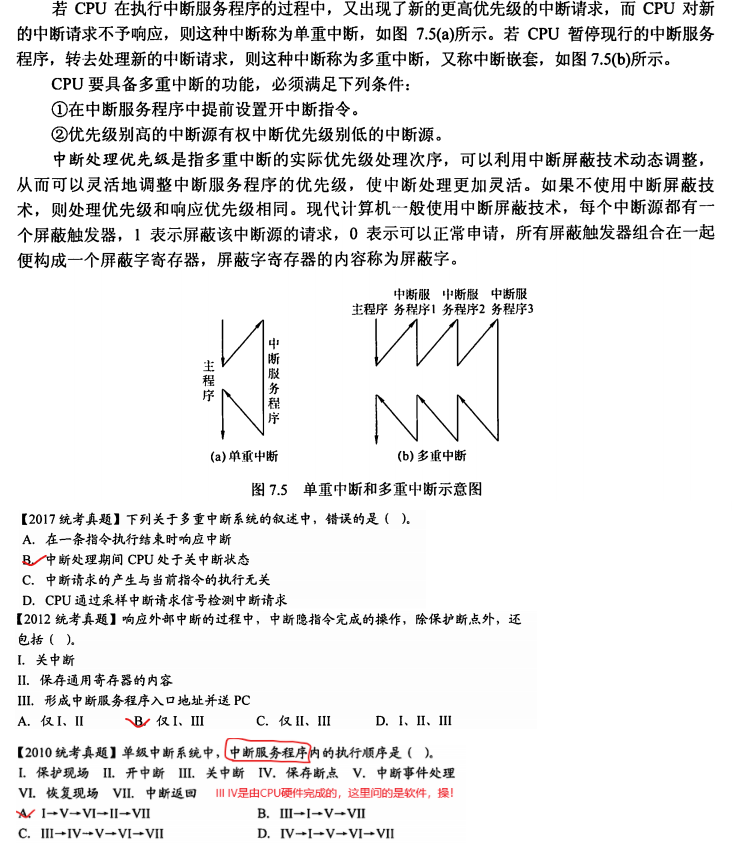 若 CPU 在执行中断服务程序的过程中，又出现了新的更高优先级的中断请求，而 CPU 对新
的中断请求不予响应，则这种中断称为单重中断，如图 7.5(a)所示。若 CPU 暂停现行的中断服务
程序，转去处理新的中断请求，则这种中断称为多重中断，又称中断嵌套，如图 7.5(b)所示。
CPU 要具备多重中断的功能，必须满足下列条件：
①在中断服务程序中提前设置开中断指令。
②优先级别高的中断源有权中断优先级别低的中断源。
中断处理优先级是指多重中断的实际优先级处理次序，可以利用中断屏蔽技术动态调整，
从而可以灵活地调整中断服务程序的优先级，使中断处理更加灵活。如果不使用中断屏蔽技
术，则处理优先级和响应优先级相同。现代计算机一般使用中断屏蔽技术，每个中断源都有一
个屏蔽触发器，1 表示屏蔽该中断源的请求，0 表示可以正常申请，所有屏蔽触发器组合在一起
便构成一个屏蔽字寄存器，屏蔽字寄存器的内容称为屏蔽字。
主程序
中断服务程序
(a) 单重中断
中断服 中断服 中断服
主程序 务程序1 务程序2 务程序3
(b) 多重中断
图 7.5 单重中断和多重中断示意图
【2017 统考真题】下列关于多重中断系统的叙述中，错误的是（ ）。
A. 在一条指令执行结束时响应中断
B. 中断处理期间 CPU 处于关中断状态
C. 中断请求的产生与当前指令的执行无关
D. CPU 通过采样中断请求信号检测中断请求
【2012 统考真题】响应外部中断的过程中，中断隐指令完成的操作，除保护断点外，还
包括（ ）。
I. 关中断
II. 保存通用寄存器的内容
III. 形成中断服务程序入口地址并送 PC
A. 仅 I、II B. 仅 I、III C. 仅 II、III D. I、II、III
【2010 统考真题】单级中断系统中，中断服务程序内的执行顺序是（ ）。
I. 保护现场 II. 开中断 III. 关中断 IV. 保存断点 V. 中断事件处理
VI. 恢复现场 VII. 中断返回 III IV是由CPU硬件完成的，这里问的是软件，操！
A. I→V→VI→II→VII B. III→I→V→VII
C. III→IV→V→VI→VII D. IV→I→V→VI→VII